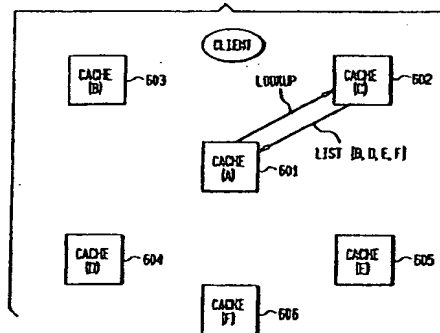 CLIENT
CACHE
(B)
603
LOOKUP
CACHE
(C)
602
CACHE
(A)
601
LIST (B, D, E, F)
CACHE
(D)
604
CACHE
(E)
605
CACHE
(F)
606